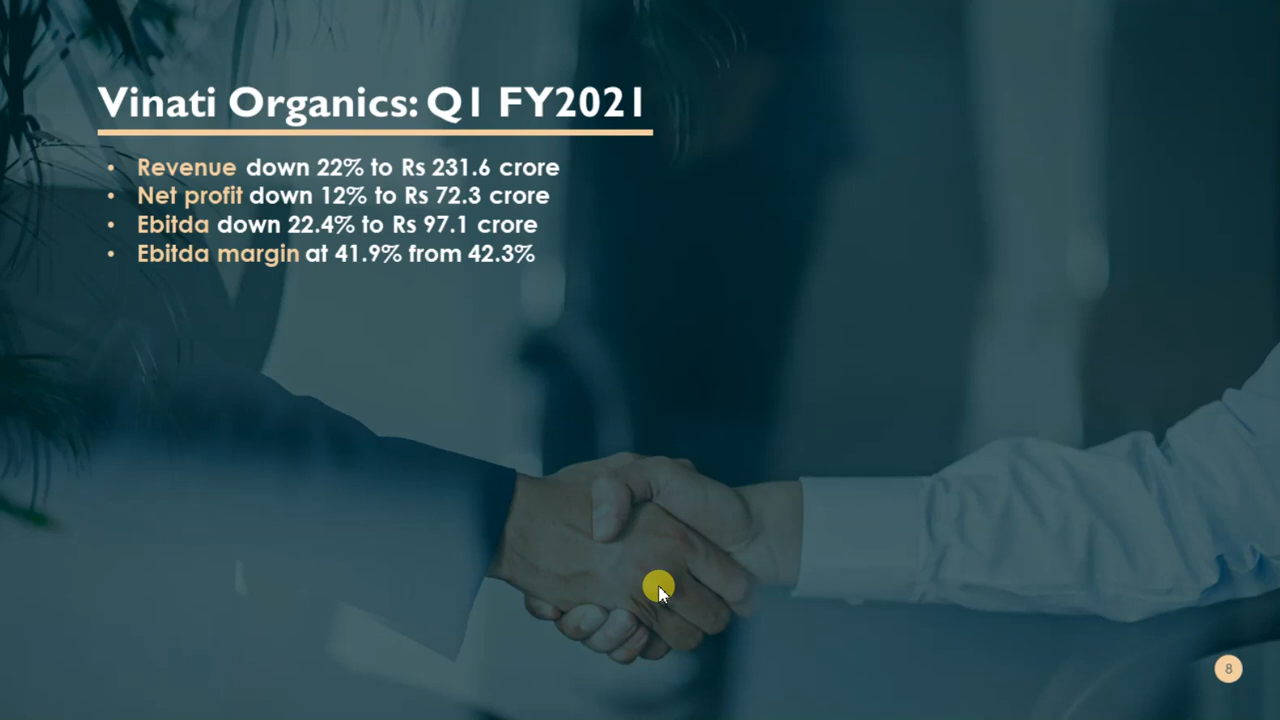 Vinati Organics: Q1 FY2021
• Revenue down 22% to Rs 231.6 crore
• Net profit down 12% to Rs 72.3 crore
• Ebitda down 22.4% to Rs 97.1 crore
• Ebitda margin at 41.9% from 42.3%
8